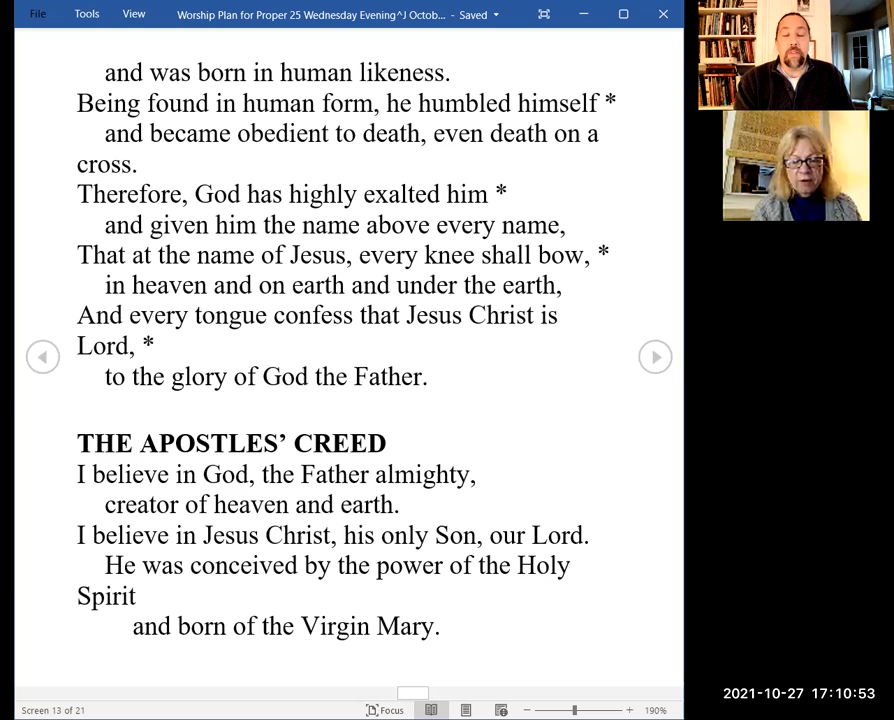 File Tools View Worship Plan for Proper 25 Wednesday Evening^J Octob... - Saved
and was born in human likeness.
Being found in human form, he humbled himself *
and became obedient to death, even death on a
cross.
Therefore, God has highly exalted him *
and given him the name above every name,
That at the name of Jesus, every knee shall bow, *
in heaven and on earth and under the earth,
And every tongue confess that Jesus Christ is
Lord, *
to the glory of God the Father.
THE APOSTLES’ CREED
I believe in God, the Father almighty,
creator of heaven and earth.
I believe in Jesus Christ, his only Son, our Lord.
He was conceived by the power of the Holy
Spirit
and born of the Virgin Mary.
2021-10-27 17:10:53
Screen 13 of 21 Focus 190%